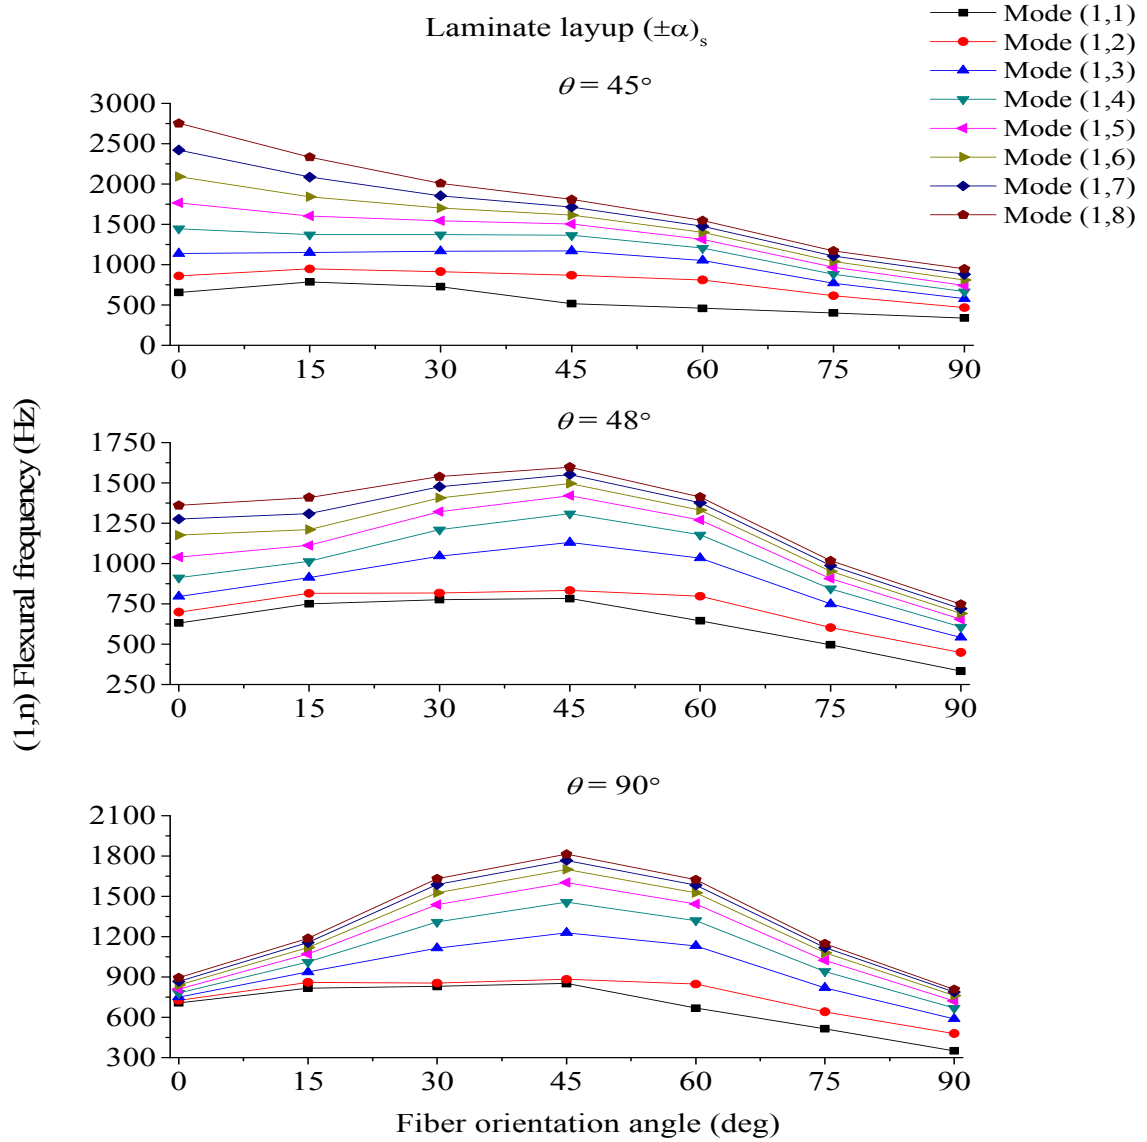 Laminate layup (±α)s
Mode (1,1)
Mode (1,2)
Mode (1,3)
Mode (1,4)
Mode (1,5)
Mode (1,6)
Mode (1,7)
Mode (1,8)
θ = 45°
3000
2500
2000
1500
1000
500
0
0 15 30 45 60 75 90
θ = 48°
1750
1500
1250
1000
750
500
250
0 15 30 45 60 75 90
(1,n) Flexural frequency (Hz)
θ = 90°
2100
1800
1500
1200
900
600
300
0 15 30 45 60 75 90
Fiber orientation angle (deg)